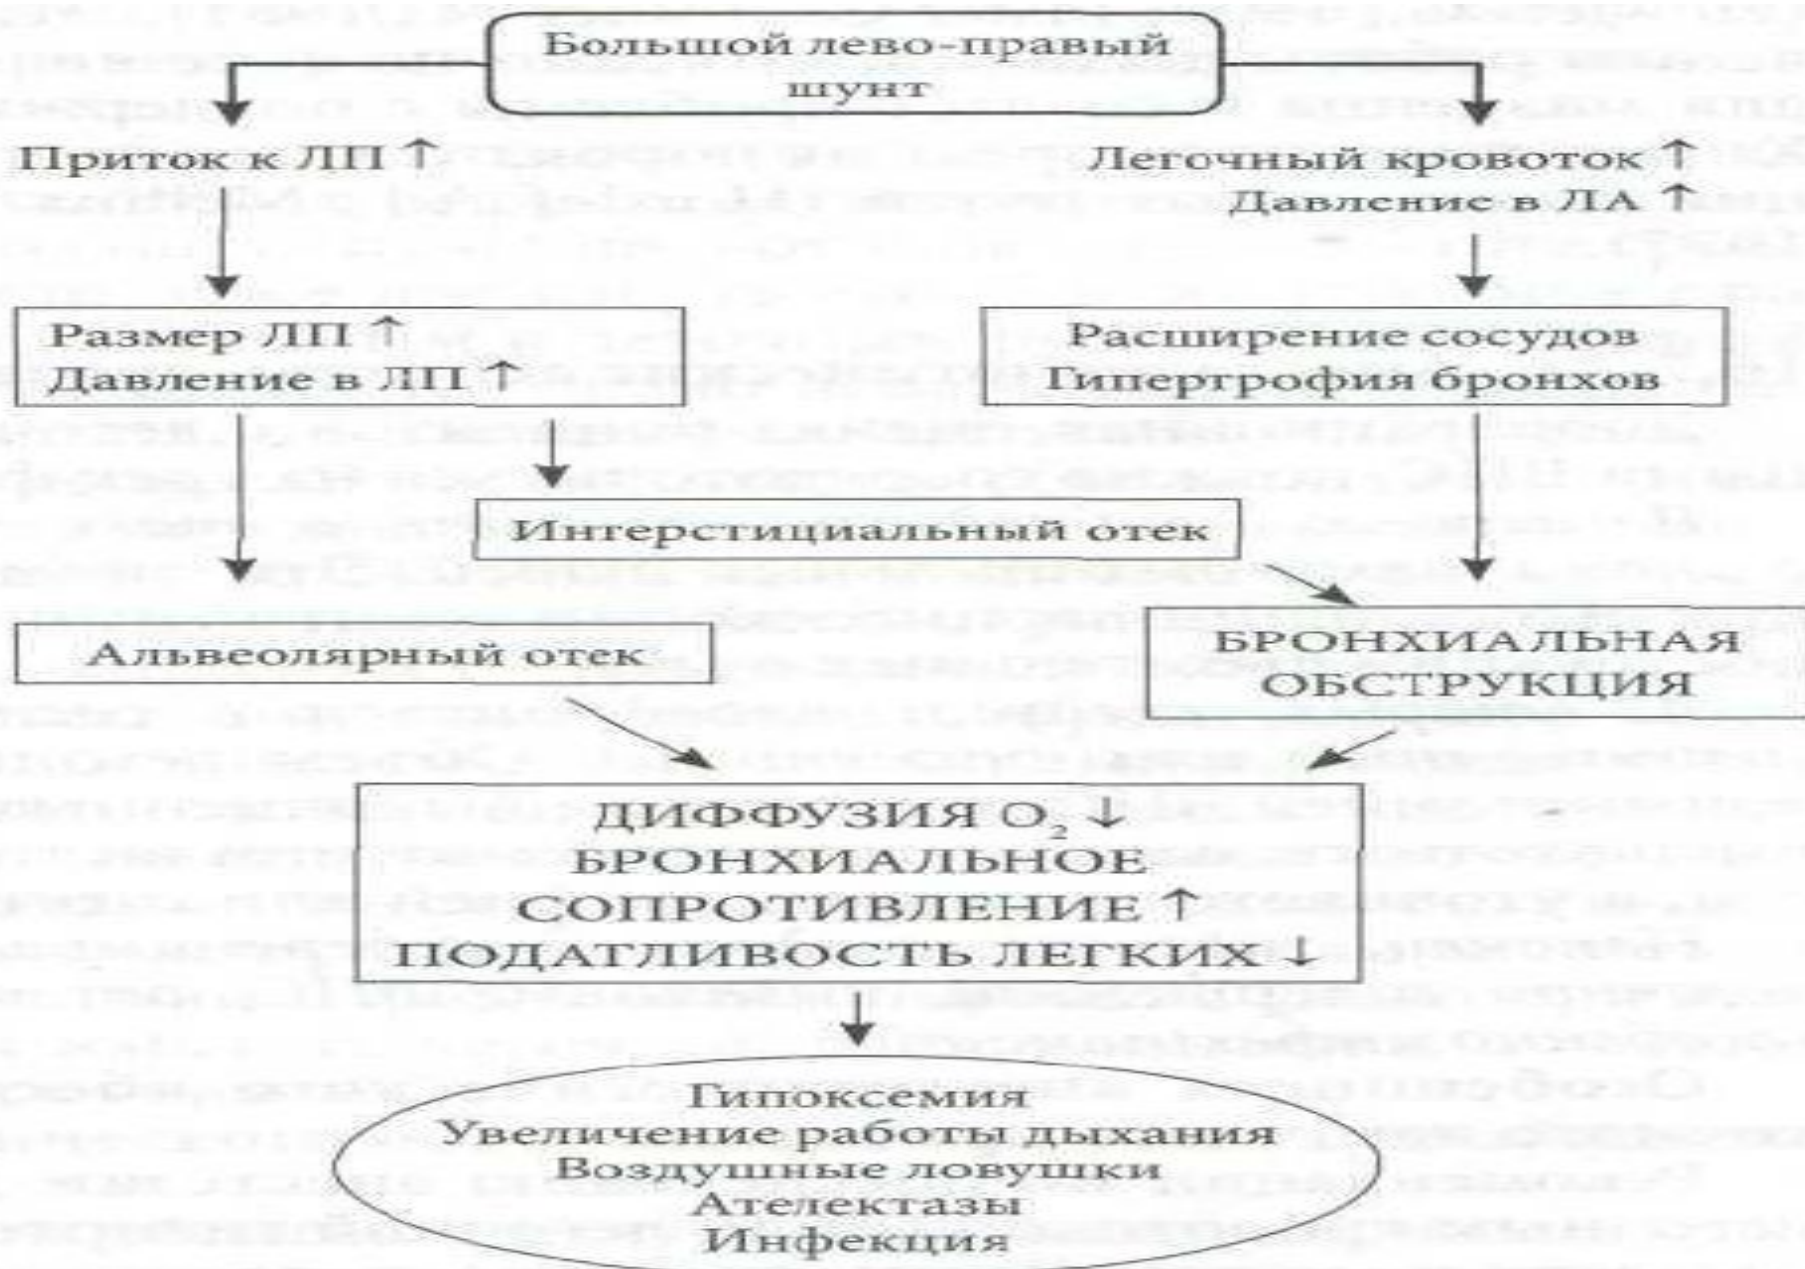 Большой лево-правый
шунт
Приток к ЛП ↑
Легочный кровоток ↑
Давление в ЛА ↑
Размер ЛП ↑
Давление в ЛП ↑
Расширение сосудов
Гипертрофия бронхов
Интерстициальный отек
Альвеолярный отек
БРОНХИАЛЬНАЯ
ОБСТРУКЦИЯ
ДИФФУЗИЯ O₂ ↓
БРОНХИАЛЬНОЕ
СОПРОТИВЛЕНИЕ ↑
ПОДАТЛИВОСТЬ ЛЕГКИХ ↓
Гипоксемия
Увеличение работы дыхания
Воздушные ловушки
Ателектазы
Инфекция